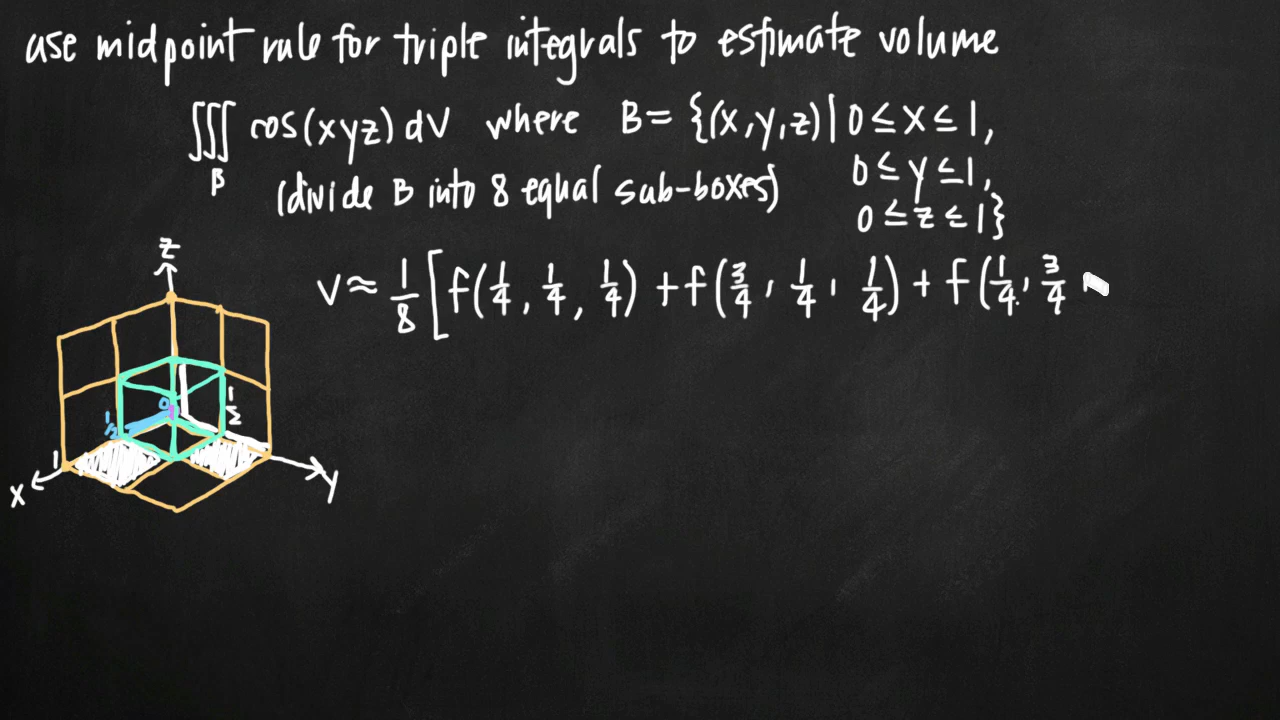 use midpoint rule for triple integrals to estimate volume
∭_B cos(xyz) dV where B = {(x,y,z) | 0 ≤ x ≤ 1,
(divide B into 8 equal sub-boxes) 0 ≤ y ≤ 1,
0 ≤ z ≤ 1}
V ≈ 1/8 [ f(1/4, 1/4, 1/4) + f(3/4, 1/4, 1/4) + f(1/4, 3/4
z
0
1/2
1/2
1
x
y